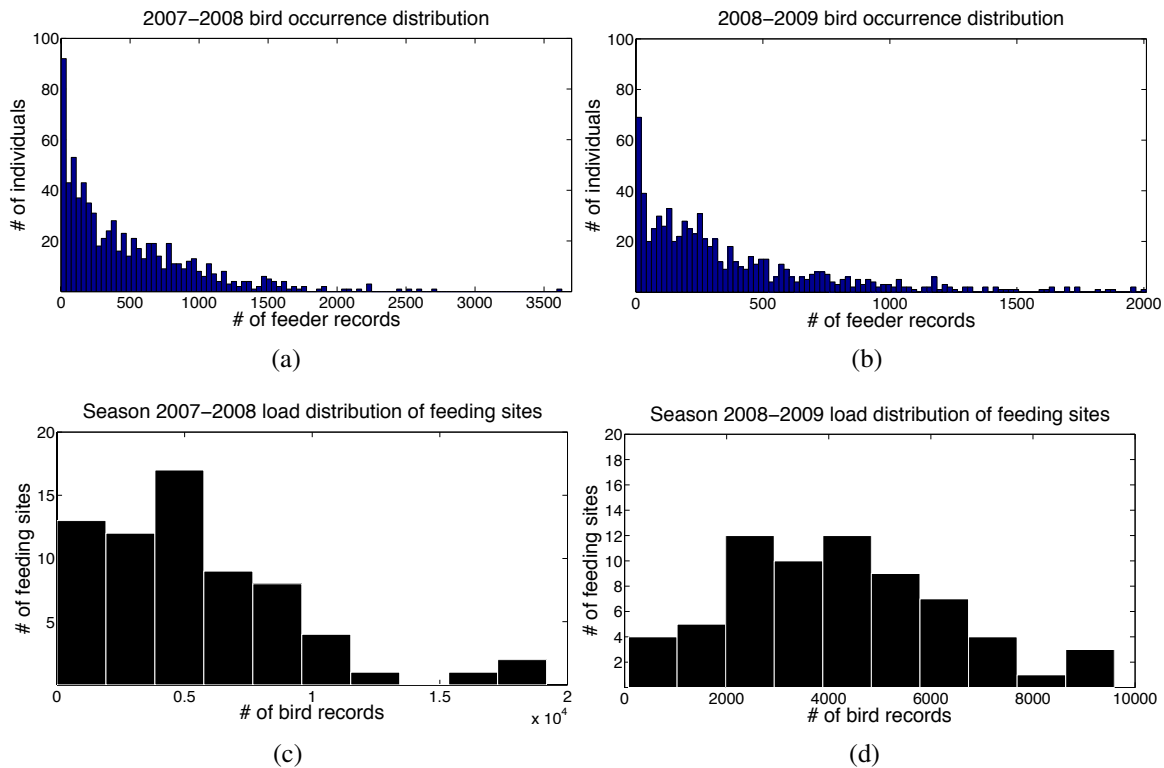 2007−2008 bird occurrence distribution
100
80
60
40
20
0 500 1000 1500 2000 2500 3000 3500
# of individuals
# of feeder records
(a)
2008−2009 bird occurrence distribution
100
80
60
40
20
0 500 1000 1500 2000
# of individuals
# of feeder records
(b)
Season 2007−2008 load distribution of feeding sites
20
15
10
5
0 0.5 1 1.5 2
x 10⁴
# of feeding sites
# of bird records
(c)
Season 2008−2009 load distribution of feeding sites
20
18
16
14
12
10
8
6
4
2
0 2000 4000 6000 8000 10000
# of feeding sites
# of bird records
(d)